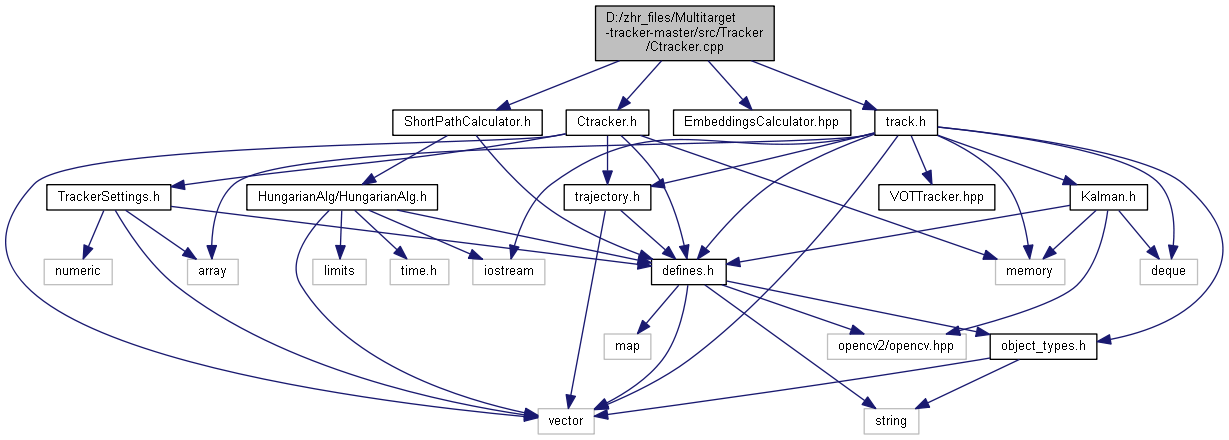 D:/zhr_files/Multitarget
-tracker-master/src/Tracker
/Ctracker.cpp
ShortPathCalculator.h
Ctracker.h
EmbeddingsCalculator.hpp
track.h
TrackerSettings.h
HungarianAlg/HungarianAlg.h
trajectory.h
VOTTracker.hpp
Kalman.h
numeric
array
limits
time.h
iostream
defines.h
memory
deque
map
opencv2/opencv.hpp
object_types.h
vector
string